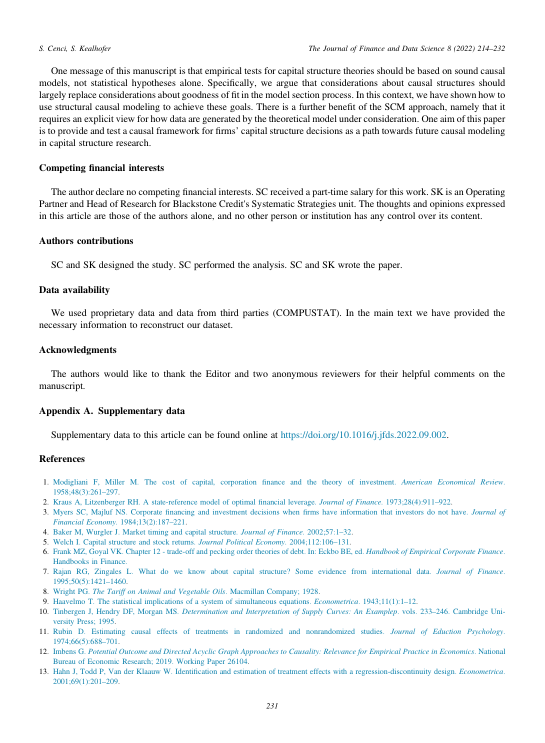 S. Cenci, S. Kealhofer
The Journal of Finance and Data Science 8 (2022) 214–232
One message of this manuscript is that empirical tests for capital structure theories should be based on sound causal
models, not statistical hypotheses alone. Specifically, we argue that considerations about causal structures should
largely replace considerations about goodness of fit in the model section process. In this context, we have shown how to
use structural causal modeling to achieve these goals. There is a further benefit of the SCM approach, namely that it
requires an explicit view for how data are generated by the theoretical model under consideration. One aim of this paper
is to provide and test a causal framework for firms' capital structure decisions as a path towards future causal modeling
in capital structure research.
Competing financial interests
The author declare no competing financial interests. SC received a part-time salary for this work. SK is an Operating
Partner and Head of Research for Blackstone Credit's Systematic Strategies unit. The thoughts and opinions expressed
in this article are those of the authors alone, and no other person or institution has any control over its content.
Authors contributions
SC and SK designed the study. SC performed the analysis. SC and SK wrote the paper.
Data availability
We used proprietary data and data from third parties (COMPUSTAT). In the main text we have provided the
necessary information to reconstruct our dataset.
Acknowledgments
The authors would like to thank the Editor and two anonymous reviewers for their helpful comments on the
manuscript.
Appendix A. Supplementary data
Supplementary data to this article can be found online at https://doi.org/10.1016/j.jfds.2022.09.002.
References
1. Modigliani F, Miller M. The cost of capital, corporation finance and the theory of investment. American Economical Review.
1958;48(3):261–297.
2. Kraus A, Litzenberger RH. A state-reference model of optimal financial leverage. Journal of Finance. 1973;28(4):911–922.
3. Myers SC, Majluf NS. Corporate financing and investment decisions when firms have information that investors do not have. Journal of
Financial Economy. 1984;13(2):187–221.
4. Baker M, Wurgler J. Market timing and capital structure. Journal of Finance. 2002;57:1–32.
5. Welch I. Capital structure and stock returns. Journal Political Economy. 2004;112:106–131.
6. Frank MZ, Goyal VK. Chapter 12 - trade-off and pecking order theories of debt. In: Eckbo BE, ed. Handbook of Empirical Corporate Finance.
Handbooks in Finance.
7. Rajan RG, Zingales L. What do we know about capital structure? Some evidence from international data. Journal of Finance.
1995;50(5):1421–1460.
8. Wright PG. The Tariff on Animal and Vegetable Oils. Macmillan Company; 1928.
9. Haavelmo T. The statistical implications of a system of simultaneous equations. Econometrica. 1943;11(1):1–12.
10. Tinbergen J, Hendry DF, Morgan MS. Determination and Interpretation of Supply Curves: An Examplep. vols. 233–246. Cambridge Uni-
versity Press; 1995.
11. Rubin D. Estimating causal effects of treatments in randomized and nonrandomized studies. Journal of Eduction Psychology.
1974;66(5):688–701.
12. Imbens G. Potential Outcome and Directed Acyclic Graph Approaches to Causality: Relevance for Empirical Practice in Economics. National
Bureau of Economic Research; 2019. Working Paper 26104.
13. Hahn J, Todd P, Van der Klaauw W. Identification and estimation of treatment effects with a regression-discontinuity design. Econometrica.
2001;69(1):201–209.
231